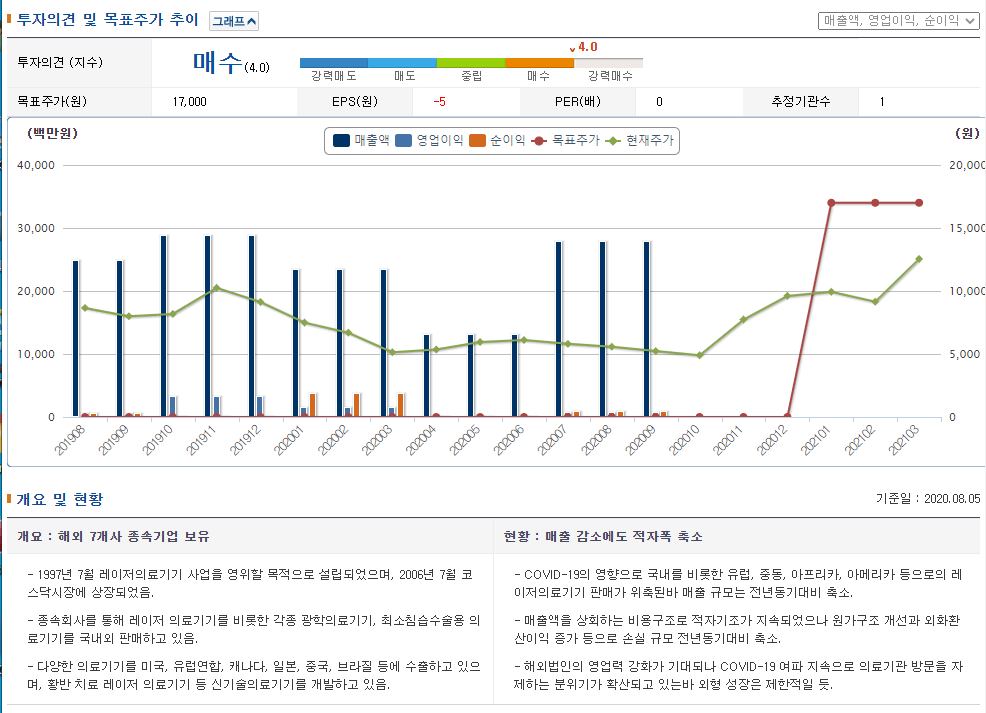 투자의견 및 목표주가 추이 그래프
매출액, 영업이익, 순이익
투자의견 (지수) 매수 (4.0) 4.0
강력매도 매도 중립 매수 강력매수
목표주가(원) 17,000 EPS(원) -5 PER(배) 0 추정기관수 1
(백만원) 매출액 영업이익 순이익 목표주가 현재주가 (원)
40,000 20,000
30,000 15,000
20,000 10,000
10,000 5,000
0 0
201908 201909 201910 201911 201912 202001 202002 202003 202004 202005 202006 202007 202008 202009 202010 202011 202012 202101 202102 202103
개요 및 현황 기준일 : 2020.08.05
개요 : 해외 7개사 종속기업 보유
- 1997년 7월 레이저의료기기 사업을 영위할 목적으로 설립되었으며, 2006년 7월 코
스닥시장에 상장되었음.
- 종속회사를 통해 레이저 의료기기를 비롯한 각종 광학의료기기, 최소침습수술용 의
료기기를 국내외 판매하고 있음.
- 다양한 의료기기를 미국, 유럽연합, 캐나다, 일본, 중국, 브라질 등에 수출하고 있으
며, 황반 치료 레이저 의료기기 등 신기술의료기기를 개발하고 있음.
현황 : 매출 감소에도 적자폭 축소
- COVID-19의 영향으로 국내를 비롯한 유럽, 중동, 아프리카, 아메리카 등으로의 레
이저의료기기 판매가 위축된바 매출 규모는 전년동기대비 축소.
- 매출액을 상회하는 비용구조로 적자기조가 지속되었으나 원가구조 개선과 외화환
산이익 증가 등으로 손실 규모 전년동기대비 축소.
- 해외법인의 영업력 강화가 기대되나 COVID-19 여파 지속으로 의료기관 방문을 자
제하는 분위기가 확산되고 있는바 외형 성장은 제한적일 듯.